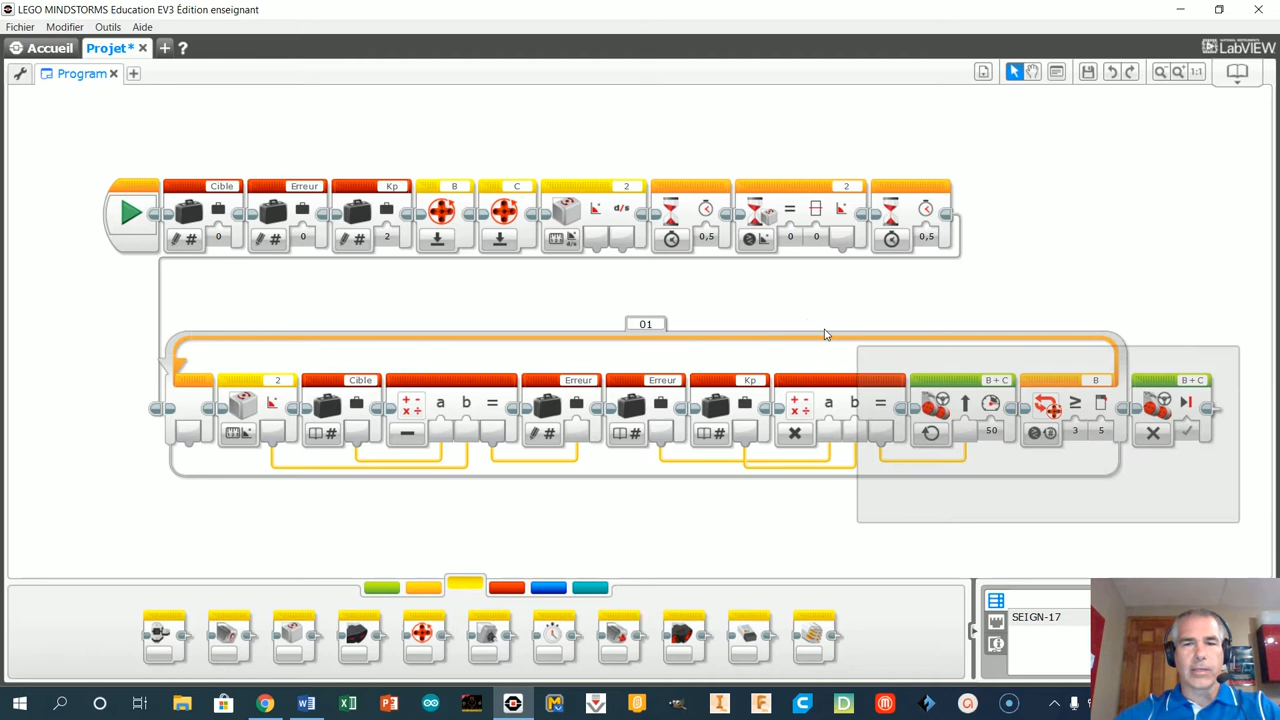 LEGO MINDSTORMS Education EV3 Édition enseignant
Fichier Modifier Outils Aide
Accueil Projet* + ?
LabVIEW
Program
1:1
Cible Erreur Kp B C 2 2
d/s =
# 0 # 0 # 2 0,5 0 0 0,5
01
2 Cible Erreur Erreur Kp B + C B B + C
a b = a b = ≥
# # # # 50 3 5
SEIGN-17